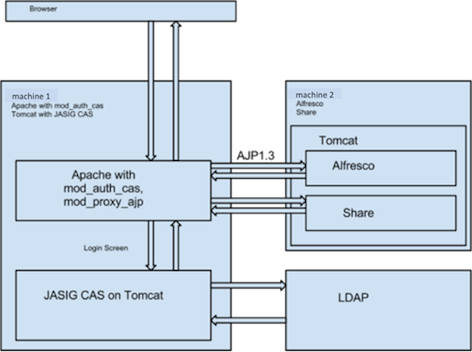 Browser
machine 1
Apache with mod_auth_cas
Tomcat with JASIG CAS
machine 2
Alfresco
Share
Tomcat
AJP1.3
Alfresco
Apache with
mod_auth_cas,
mod_proxy_ajp
Share
Login Screen
JASIG CAS on Tomcat
LDAP